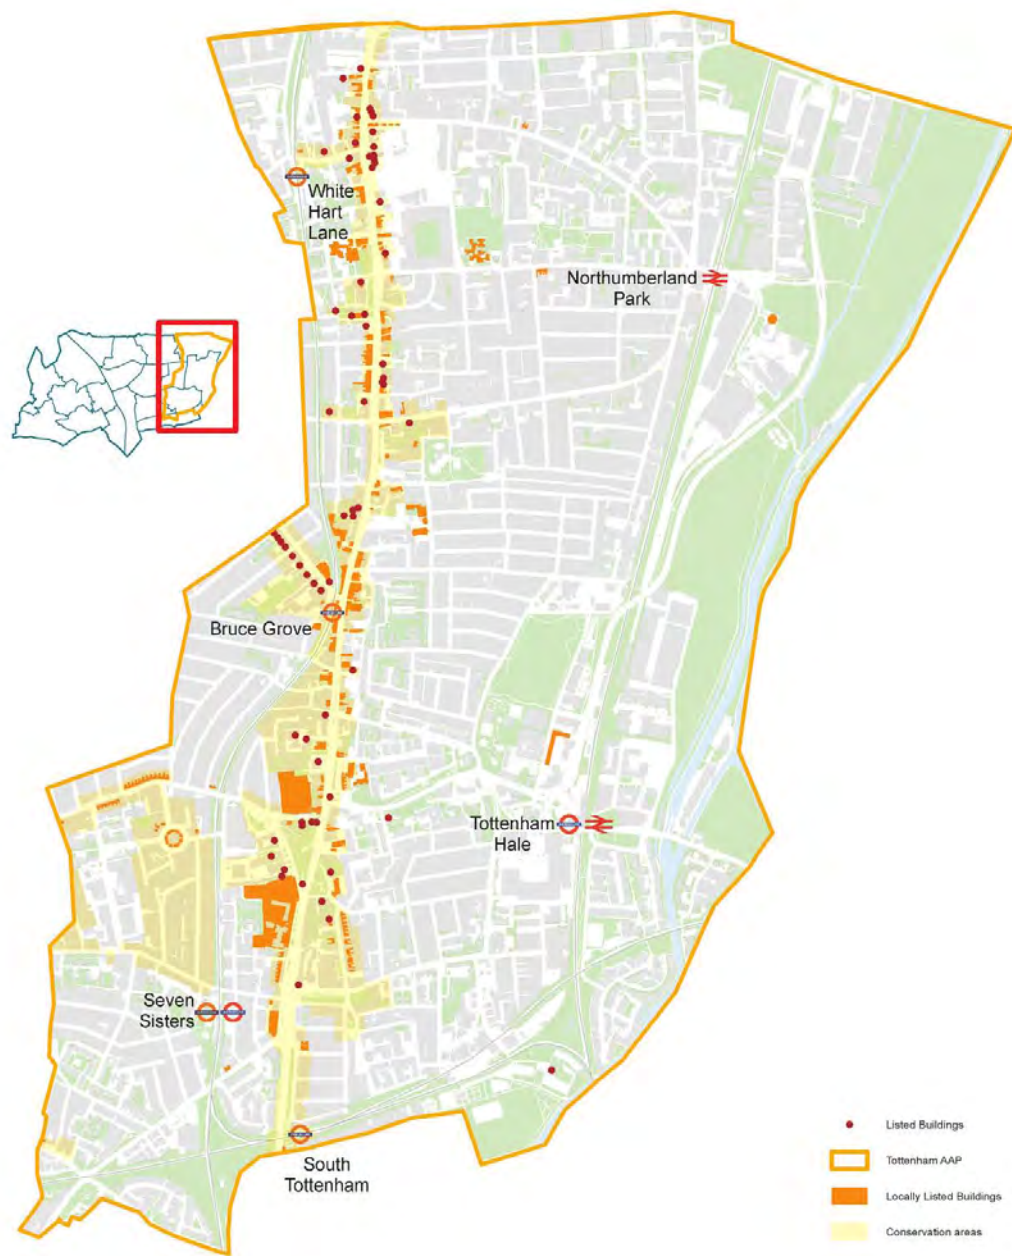 White
Hart
Lane
Northumberland
Park
Bruce Grove
Tottenham
Hale
Seven
Sisters
South
Tottenham
Listed Buildings
Tottenham AAP
Locally Listed Buildings
Conservation areas